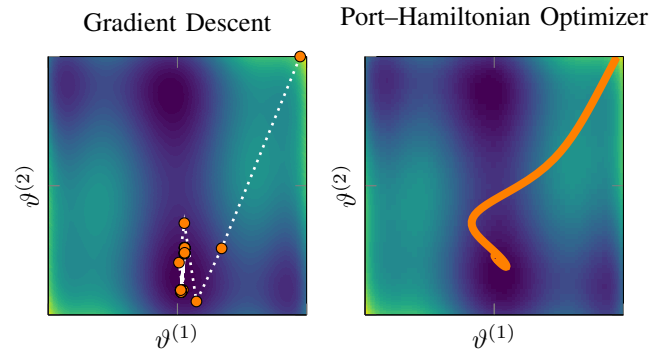 Gradient Descent
Port–Hamiltonian Optimizer
ϑ(2)
ϑ(2)
ϑ(1)
ϑ(1)